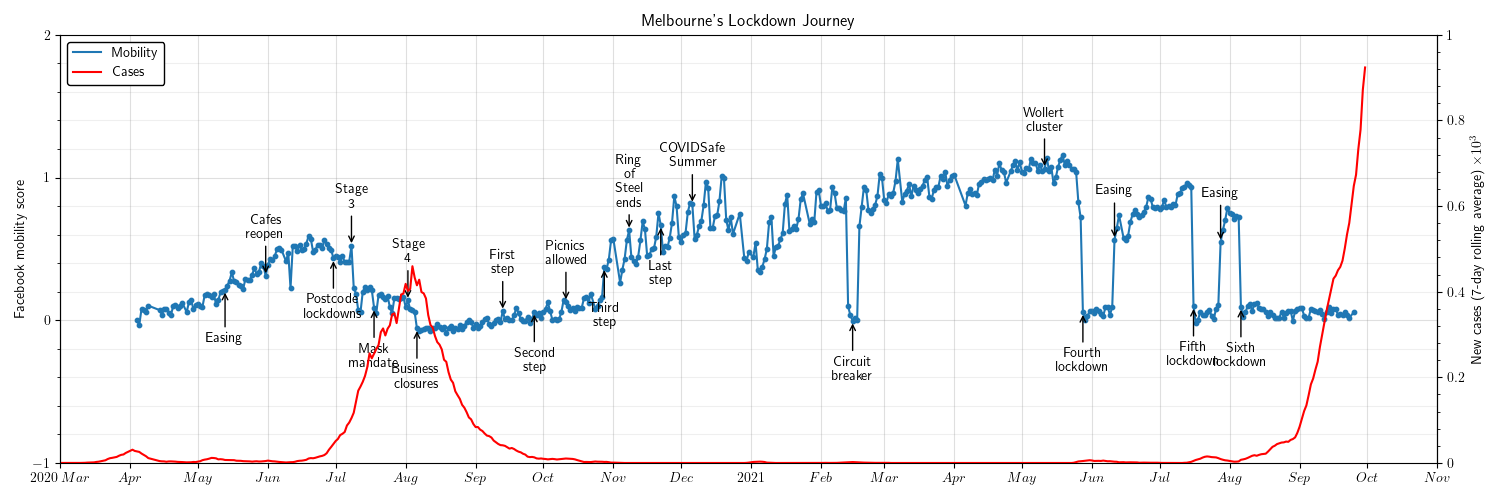 Melbourne's Lockdown Journey
2
1
0
−1
Facebook mobility score
Mobility
Cases
Cafes
reopen
Easing
Postcode
lockdowns
Stage
3
Mask
mandate
Stage
4
Business
closures
First
step
Second
step
Picnics
allowed
Third
step
Ring
of
Steel
ends
Last
step
COVIDSafe
Summer
Circuit
breaker
Wollert
cluster
Fourth
lockdown
Easing
Fifth
lockdown
Easing
Sixth
lockdown
1
0.8
0.6
0.4
0.2
0
New cases (7-day rolling average) ×10³
2020 Mar Apr May Jun Jul Aug Sep Oct Nov Dec 2021 Feb Mar Apr May Jun Jul Aug Sep Oct Nov